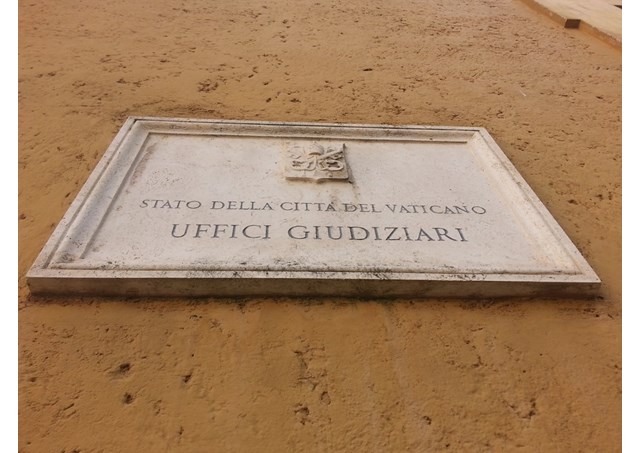 STATO DELLA CITTÀ DEL VATICANO
UFFICI GIUDIZIARI